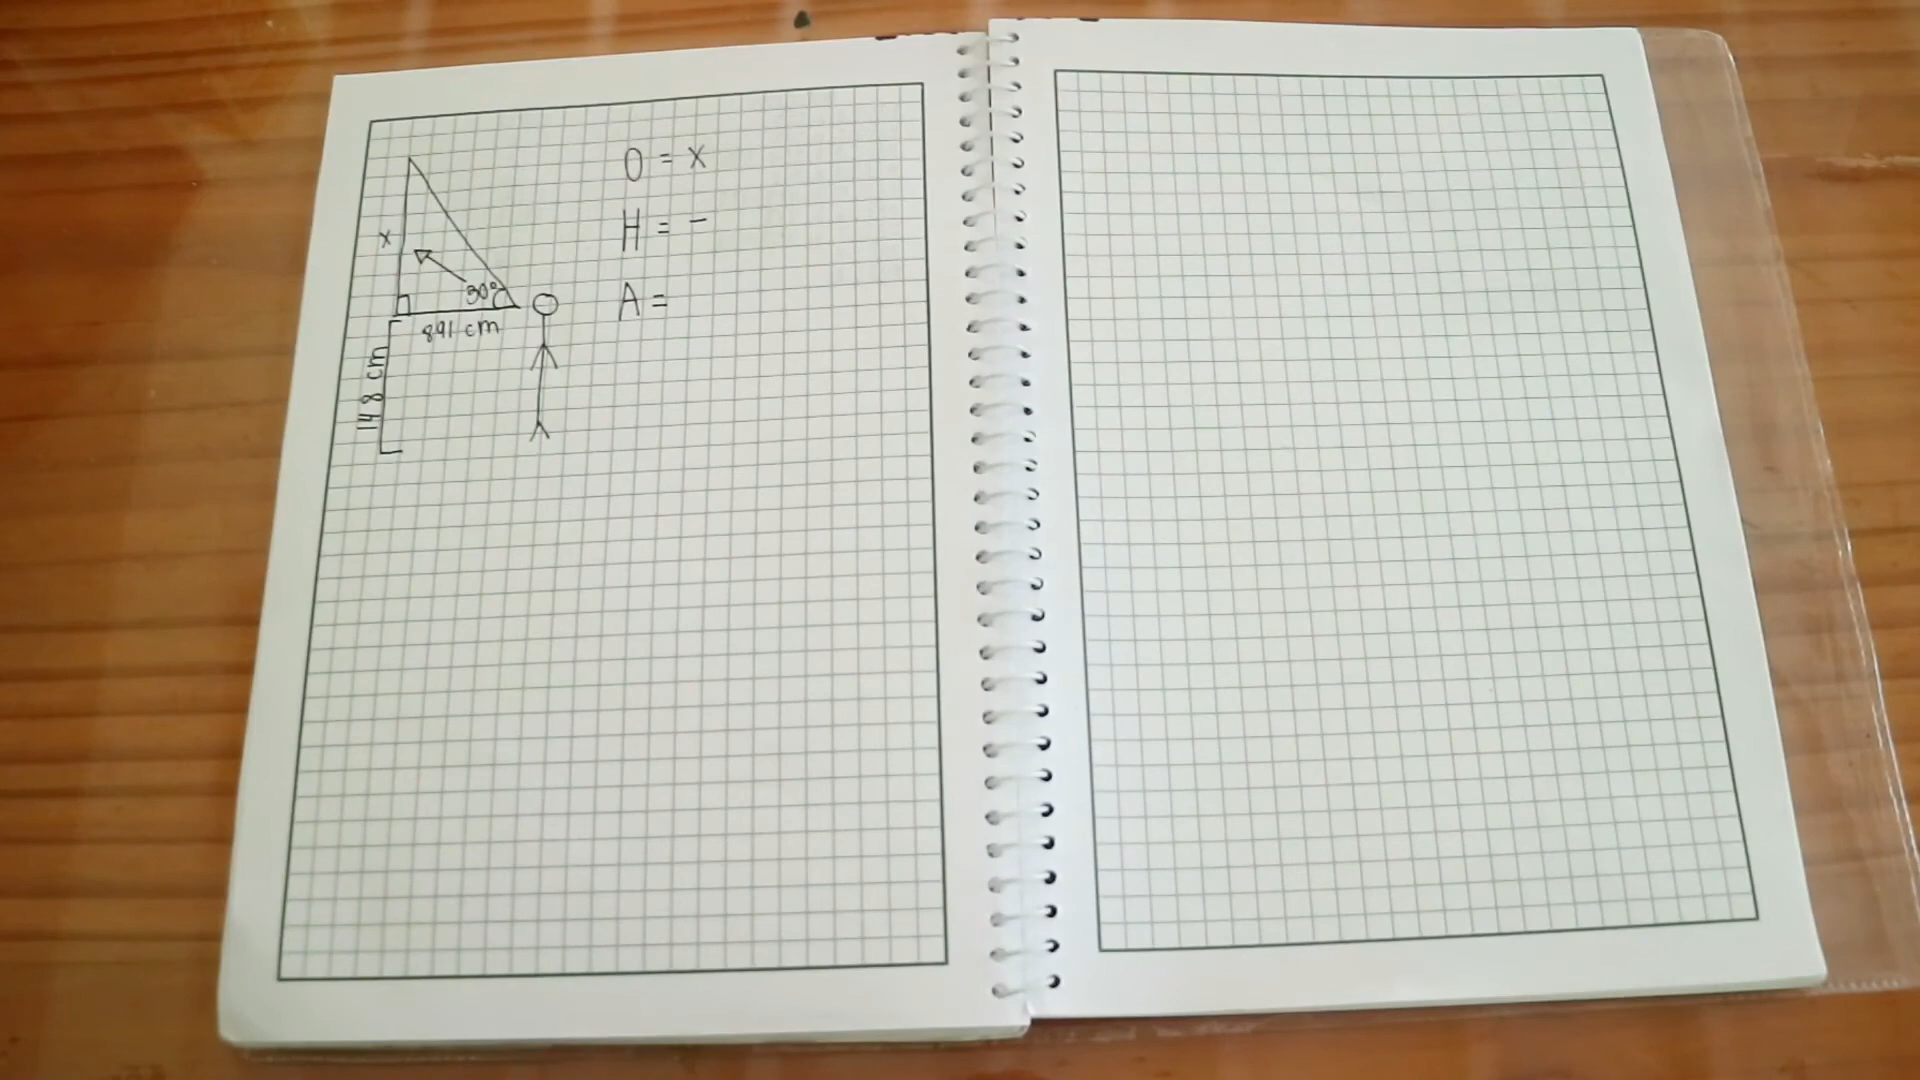 O = x
H = -
A =
x
30°
891 cm
148 cm